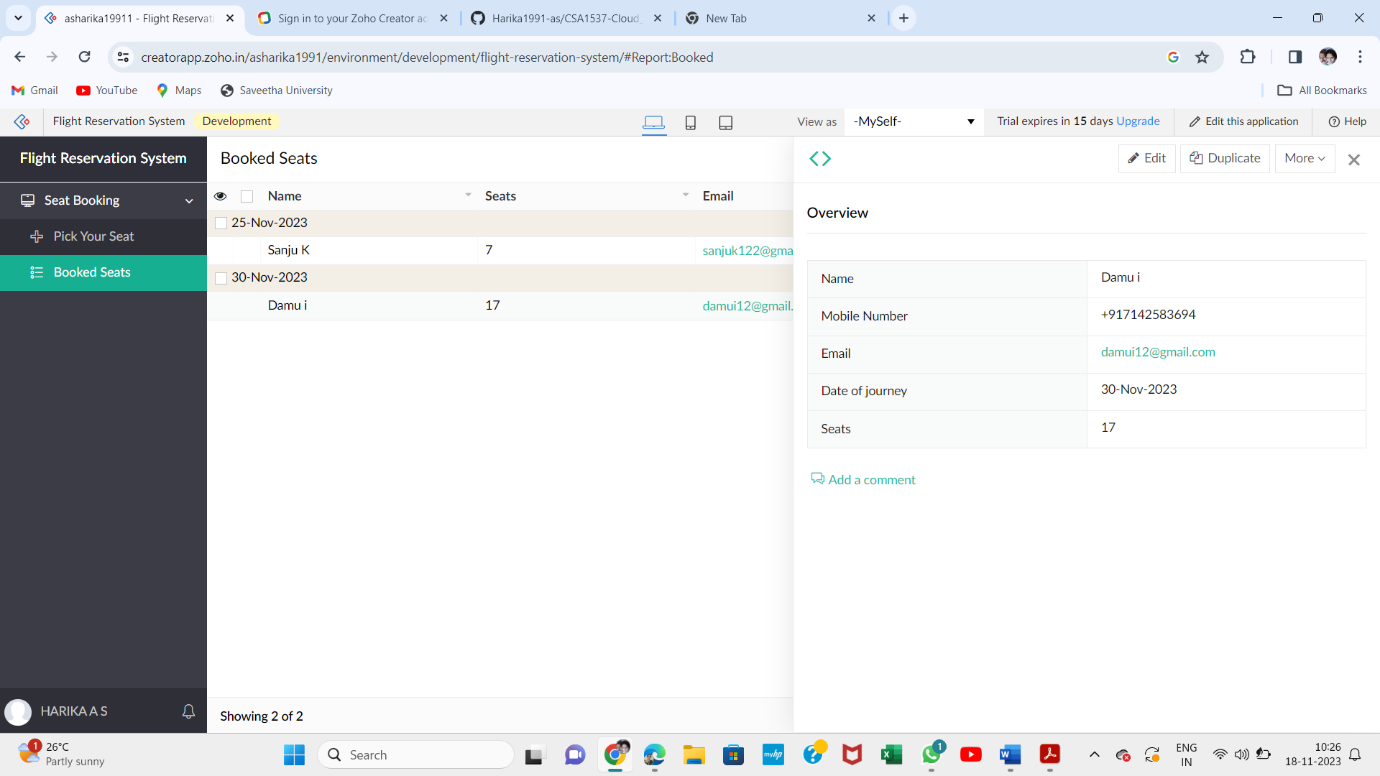 asharika19911 - Flight Reservati
Sign in to your Zoho Creator ac
Harika1991-as/CSA1537-Cloud
New Tab
creatorapp.zoho.in/asharika1991/environment/development/flight-reservation-system/#Report:Booked
Gmail YouTube Maps Saveetha University All Bookmarks
Flight Reservation System Development View as -MySelf- Trial expires in 15 days Upgrade Edit this application Help
Flight Reservation System
Seat Booking
Pick Your Seat
Booked Seats
HARIKA A S
Booked Seats
Name Seats Email
25-Nov-2023
Sanju K 7 sanjuk122@gma
30-Nov-2023
Damu i 17 damui12@gmail.
Showing 2 of 2
Edit Duplicate More
Overview
Name Damu i
Mobile Number +917142583694
Email damui12@gmail.com
Date of journey 30-Nov-2023
Seats 17
Add a comment
1 26°C
Partly sunny
Search
myhp
1
ENG
IN
10:26
18-11-2023